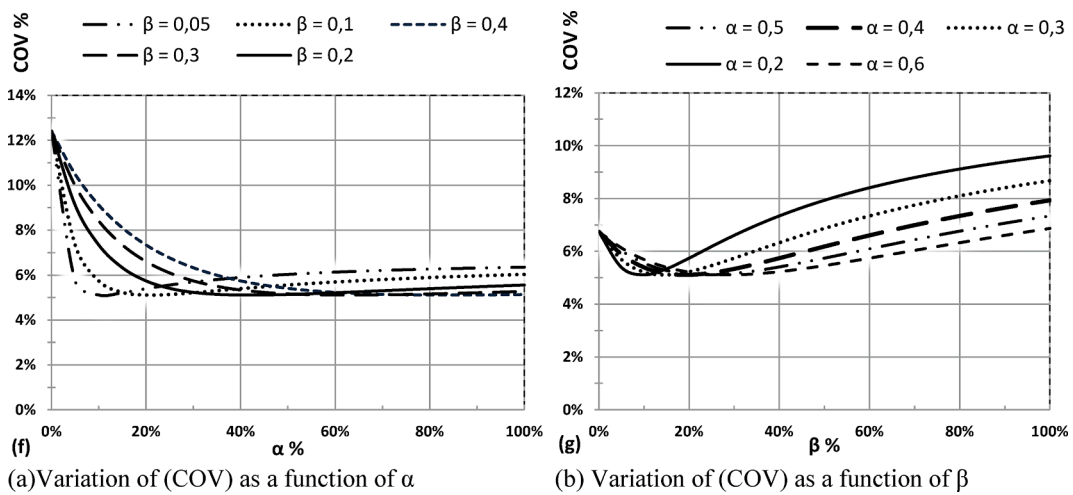 COV %
β = 0,05
β = 0,1
β = 0,4
β = 0,3
β = 0,2
14%
12%
10%
8%
6%
4%
2%
0%
0%
20%
40%
60%
80%
100%
(f)
α %
(a)Variation of (COV) as a function of α
COV %
α = 0,5
α = 0,4
α = 0,3
α = 0,2
α = 0,6
12%
10%
8%
6%
4%
2%
0%
0%
20%
40%
60%
80%
100%
(g)
β %
(b) Variation of (COV) as a function of β